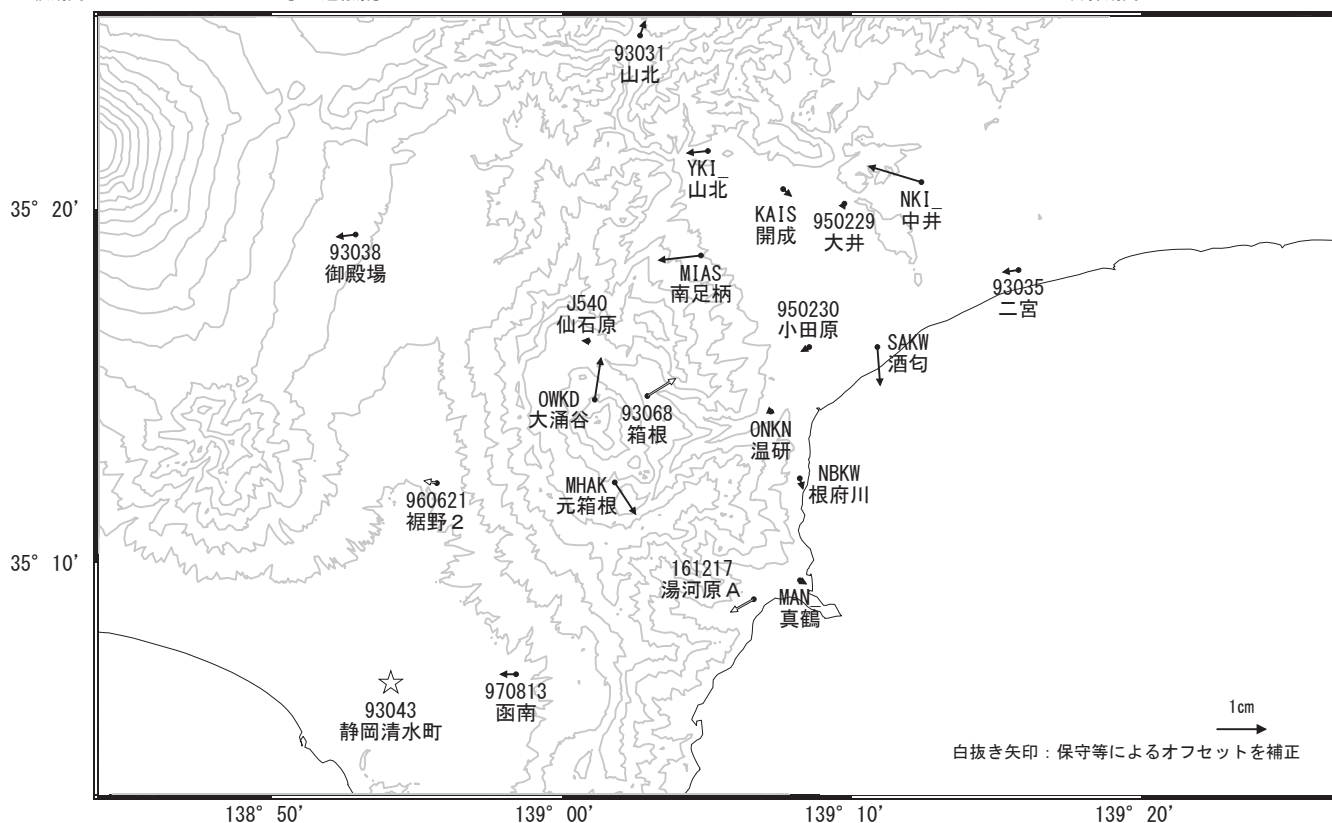 93031
山北
YKI_
山北
KAIS
開成
950229
大井
NKI_
中井
35° 20'
93038
御殿場
MIAS
南足柄
93035
二宮
J540
仙石原
950230
小田原
SAKW
酒匂
OWKD
大涌谷
93068
箱根
ONKN
温研
960621
裾野２
MHAK
元箱根
NBKW
根府川
35° 10'
161217
湯河原Ａ
MAN_
真鶴
93043
静岡清水町
970813
函南
1cm
白抜き矢印：保守等によるオフセットを補正
138° 50'
139° 00'
139° 10'
139° 20'